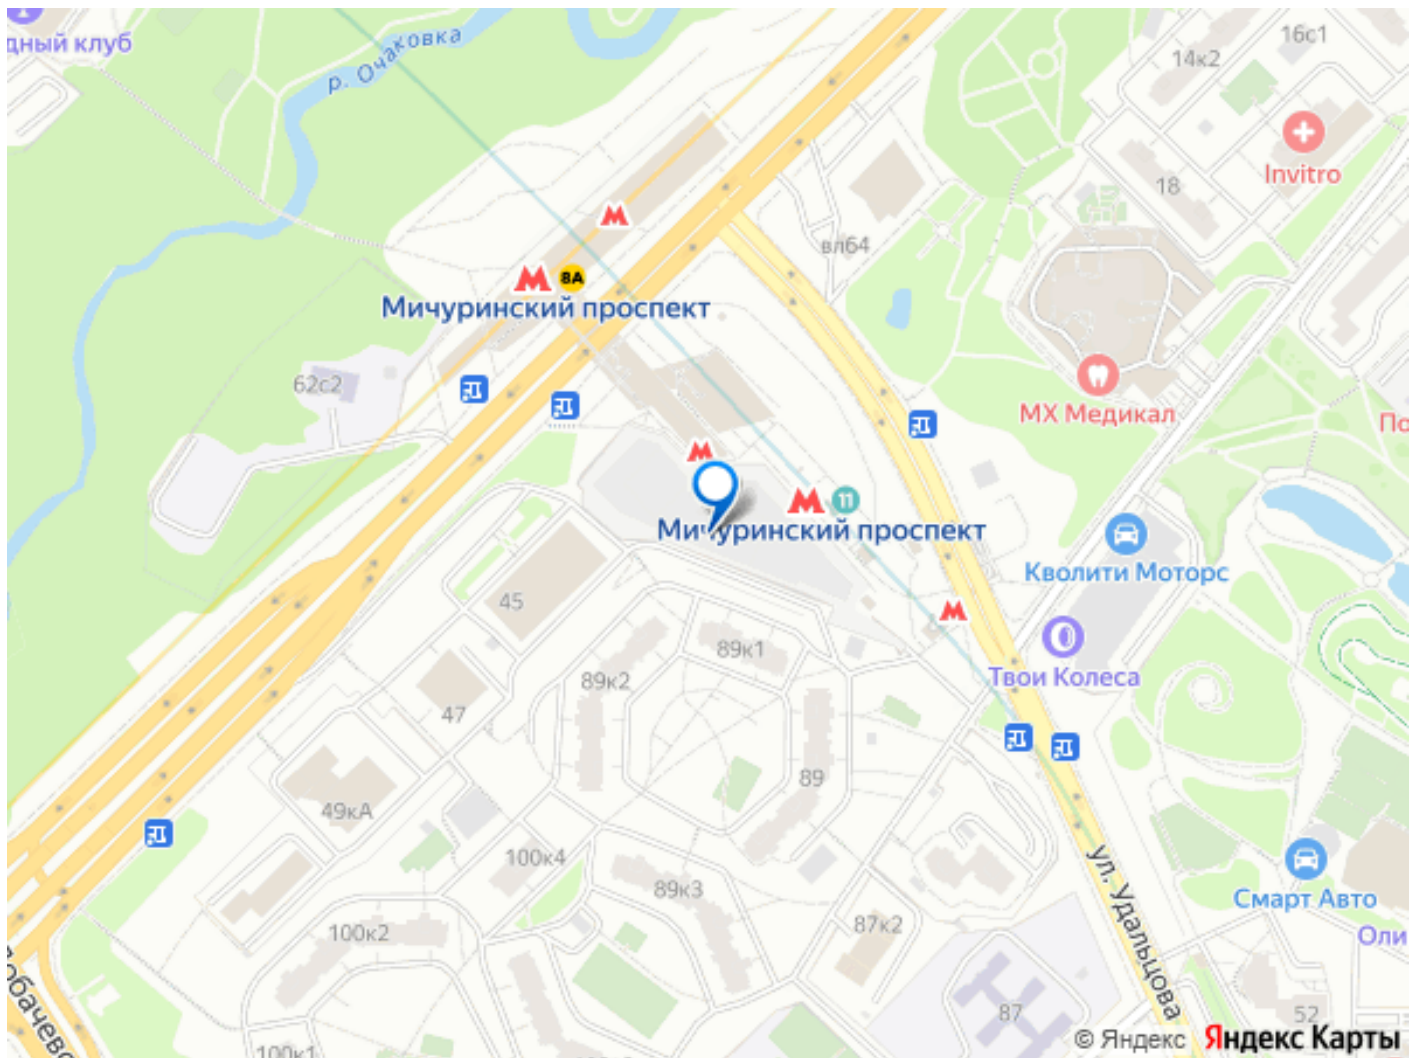 дный клуб
р. Очаковка
16с1
14к2
Invitro
18
вл64
М
М 8А
Мичуринский проспект
62с2
МХ Медикал
По
М
М 11
Мичуринский проспект
Кволити Моторс
45
М
89к1
Твои Колеса
89к2
47
89
49кА
100к4
89к3
Смарт Авто
ул. Удальцова
87к2
100к2
Оли
обачевс
87
52
100к1
© Яндекс Яндекс Карты